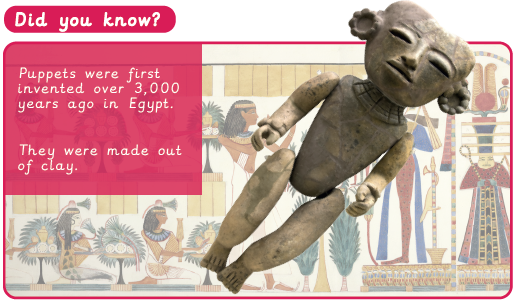 Did you know?
Puppets were first
invented over 3,000
years ago in Egypt.
They were made out
of clay.